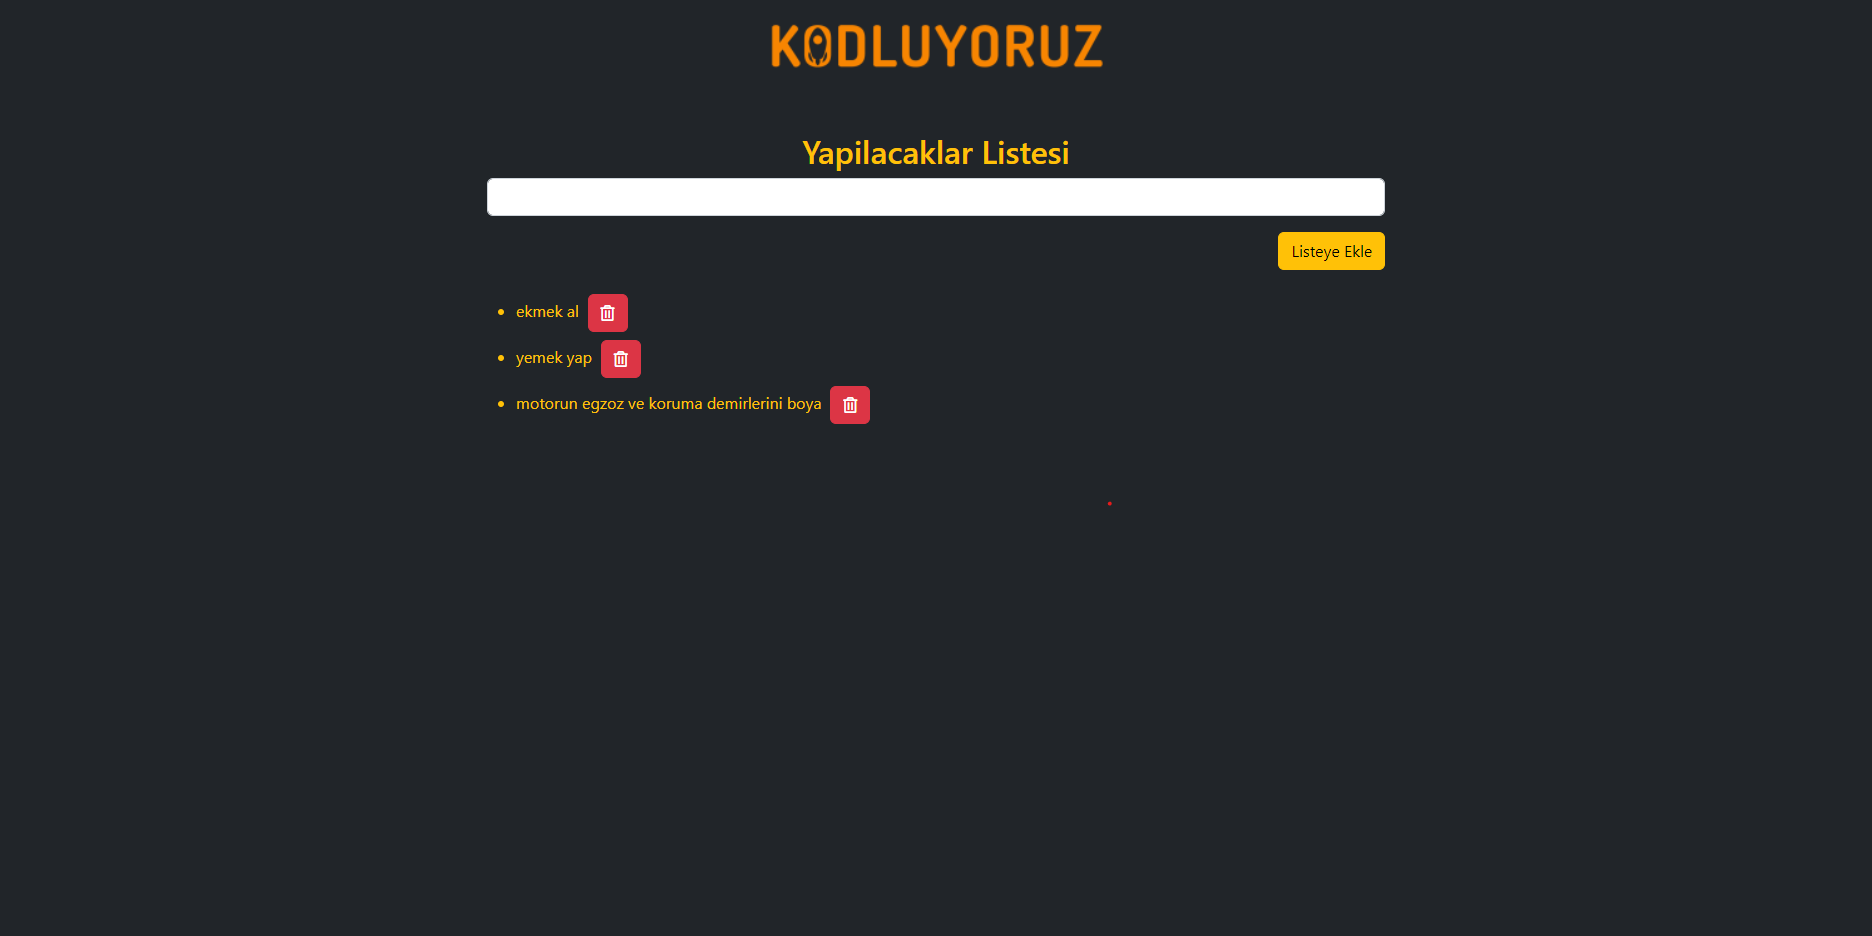 KODLUYORUZ
Yapilacaklar Listesi
Listeye Ekle
ekmek al
yemek yap
motorun egzoz ve koruma demirlerini boya